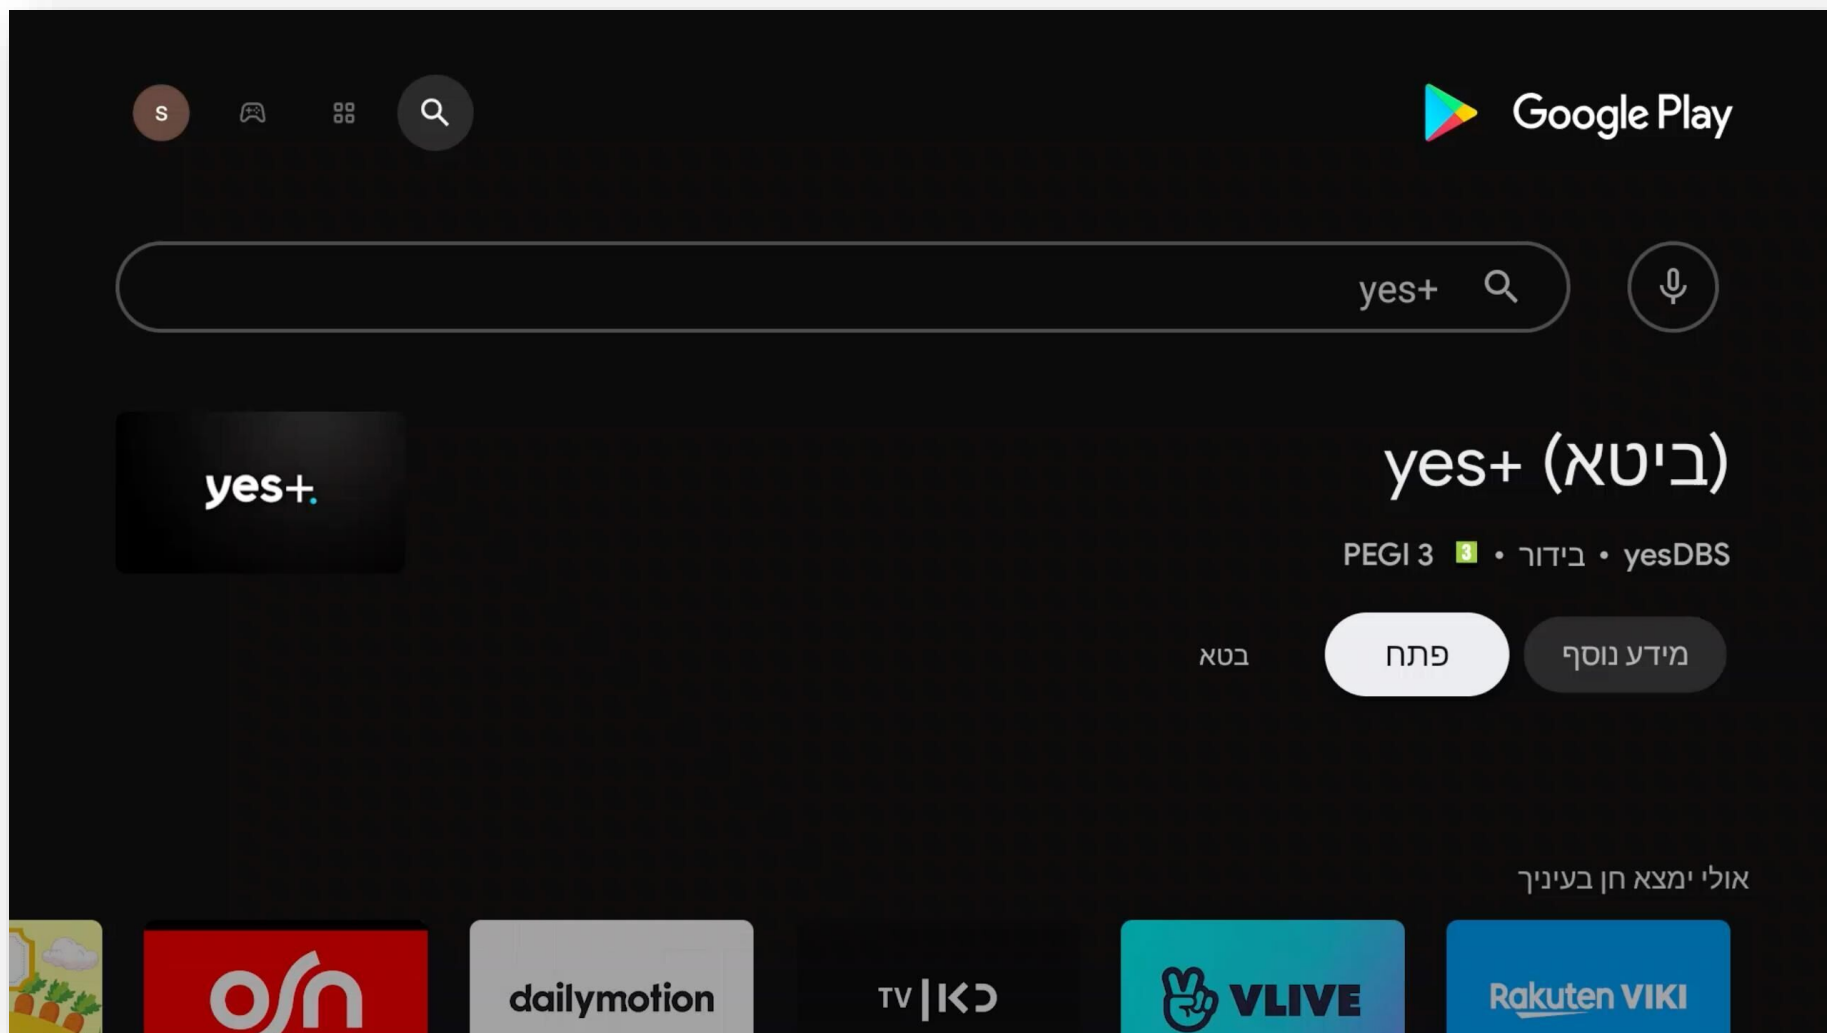 S
Google Play
yes+
yes+.
yes+ (ביטא)
yesDBS • בידור • 3 PEGI 3
מידע נוסף
פתח
בטא
אולי ימצא חן בעיניך
Rakuten VIKI
VLIVE
כאן| TV
dailymotion
osn